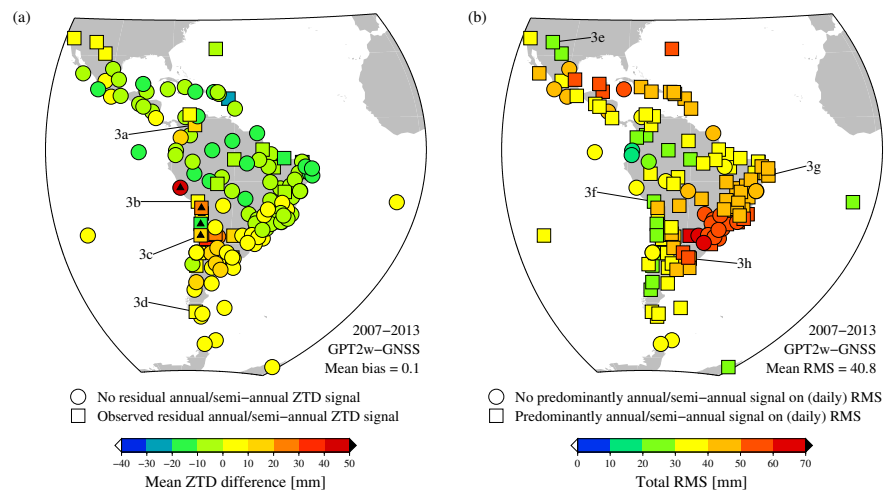 (a)
3a
3b
3c
3d
2007−2013
GPT2w−GNSS
Mean bias = 0.1
No residual annual/semi−annual ZTD signal
Observed residual annual/semi−annual ZTD signal
−40 −30 −20 −10 0 10 20 30 40 50
Mean ZTD difference [mm]
(b)
3e
3g
3f
3h
2007−2013
GPT2w−GNSS
Mean RMS = 40.8
No predominantly annual/semi−annual signal on (daily) RMS
Predominantly annual/semi−annual signal on (daily) RMS
0 10 20 30 40 50 60 70
Total RMS [mm]